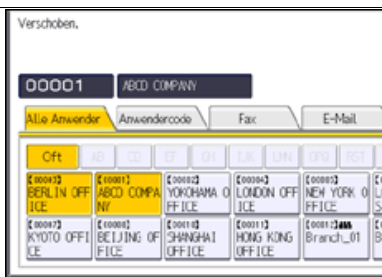 Verschoben.
00001 ABCD COMPANY
Alle Anwender Anwendercode Fax E-Mail
Oft AB CD EF GH IJK LMN OPQ RST
[00003] [00001] [00002] [00004] [00005]
BERLIN OFF ABCD COMPA YOKOHAMA O LONDON OFF NEW YORK O
ICE NY FFICE ICE FFICE
[00007] [00008] [00010] [00011] [00012]
KYOTO OFFI BEIJING OF SHANGHAI HONG KONG Branch_01
CE FICE OFFICE OFFICE